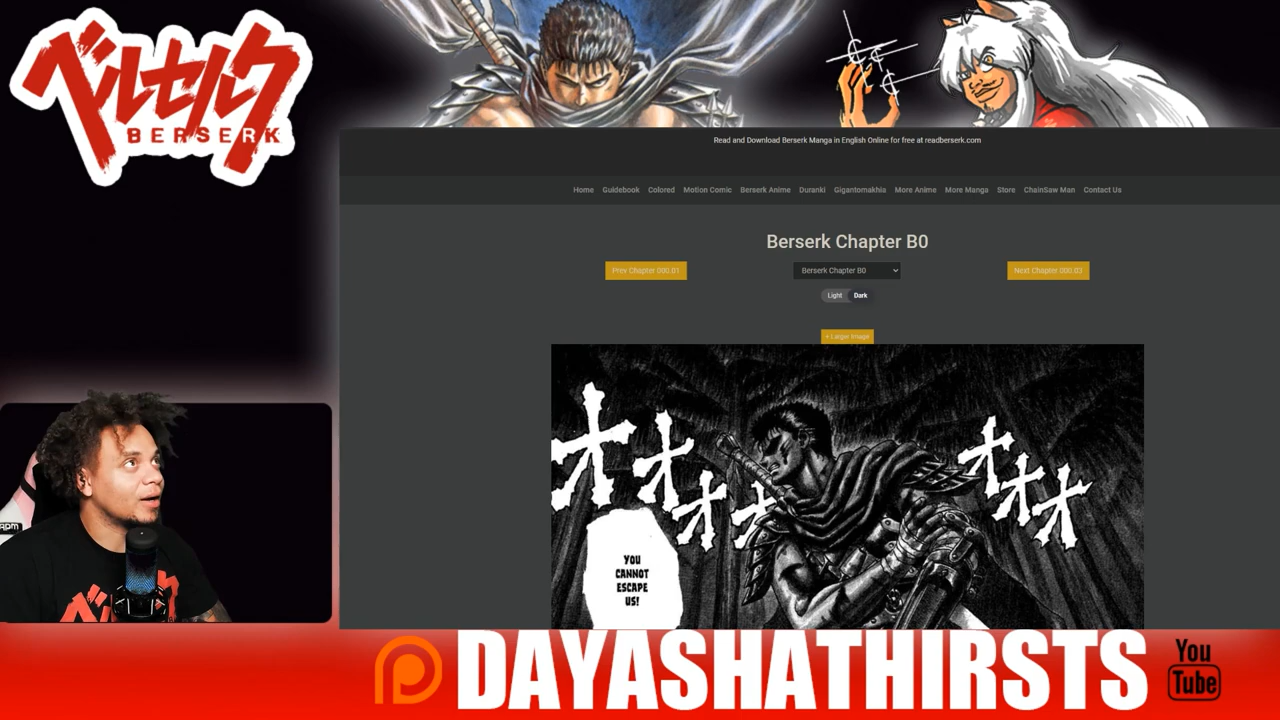 ベルセルク
BERSERK
Read and Download Berserk Manga in English Online for free at readberserk.com
Home Guidebook Colored Motion Comic Berserk Anime Duranki Gigantomakhia More Anime More Manga Store ChainSaw Man Contact Us
Berserk Chapter B0
Prev Chapter 000.01
Berserk Chapter B0
Next Chapter 000.03
Light Dark
+ Larger Image
オオオオ
オオオ
YOU
CANNOT
ESCAPE
US!
DAYASHATHIRSTS
You
Tube